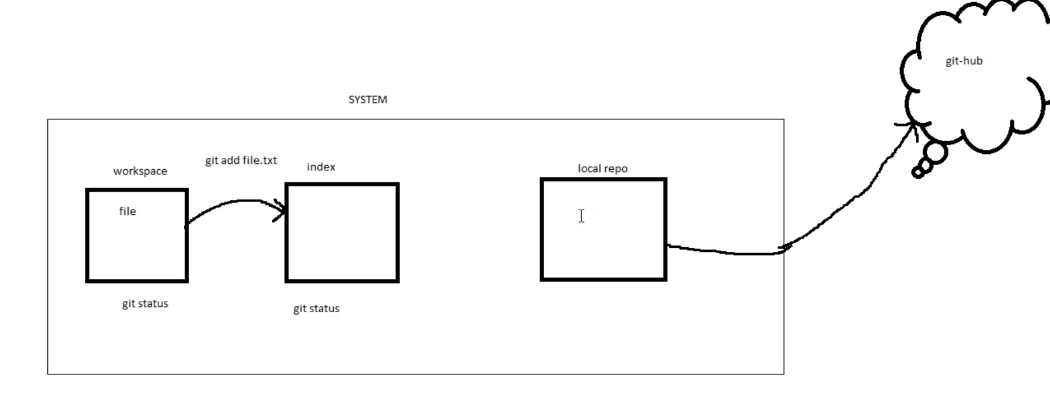 git-hub
SYSTEM
git add file.txt
workspace
index
local repo
file
git status
git status